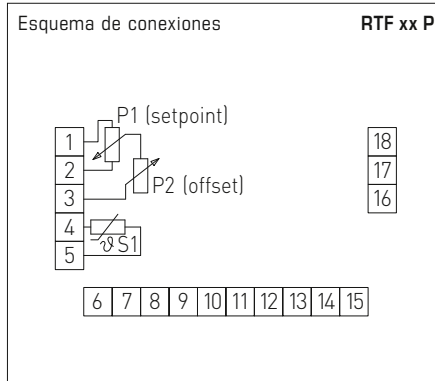 Esquema de conexiones RTF xx P
P1 (setpoint)
1 18
2 17
P2 (offset)
3 16
4
ϑ S1
5
6 7 8 9 10 11 12 13 14 15